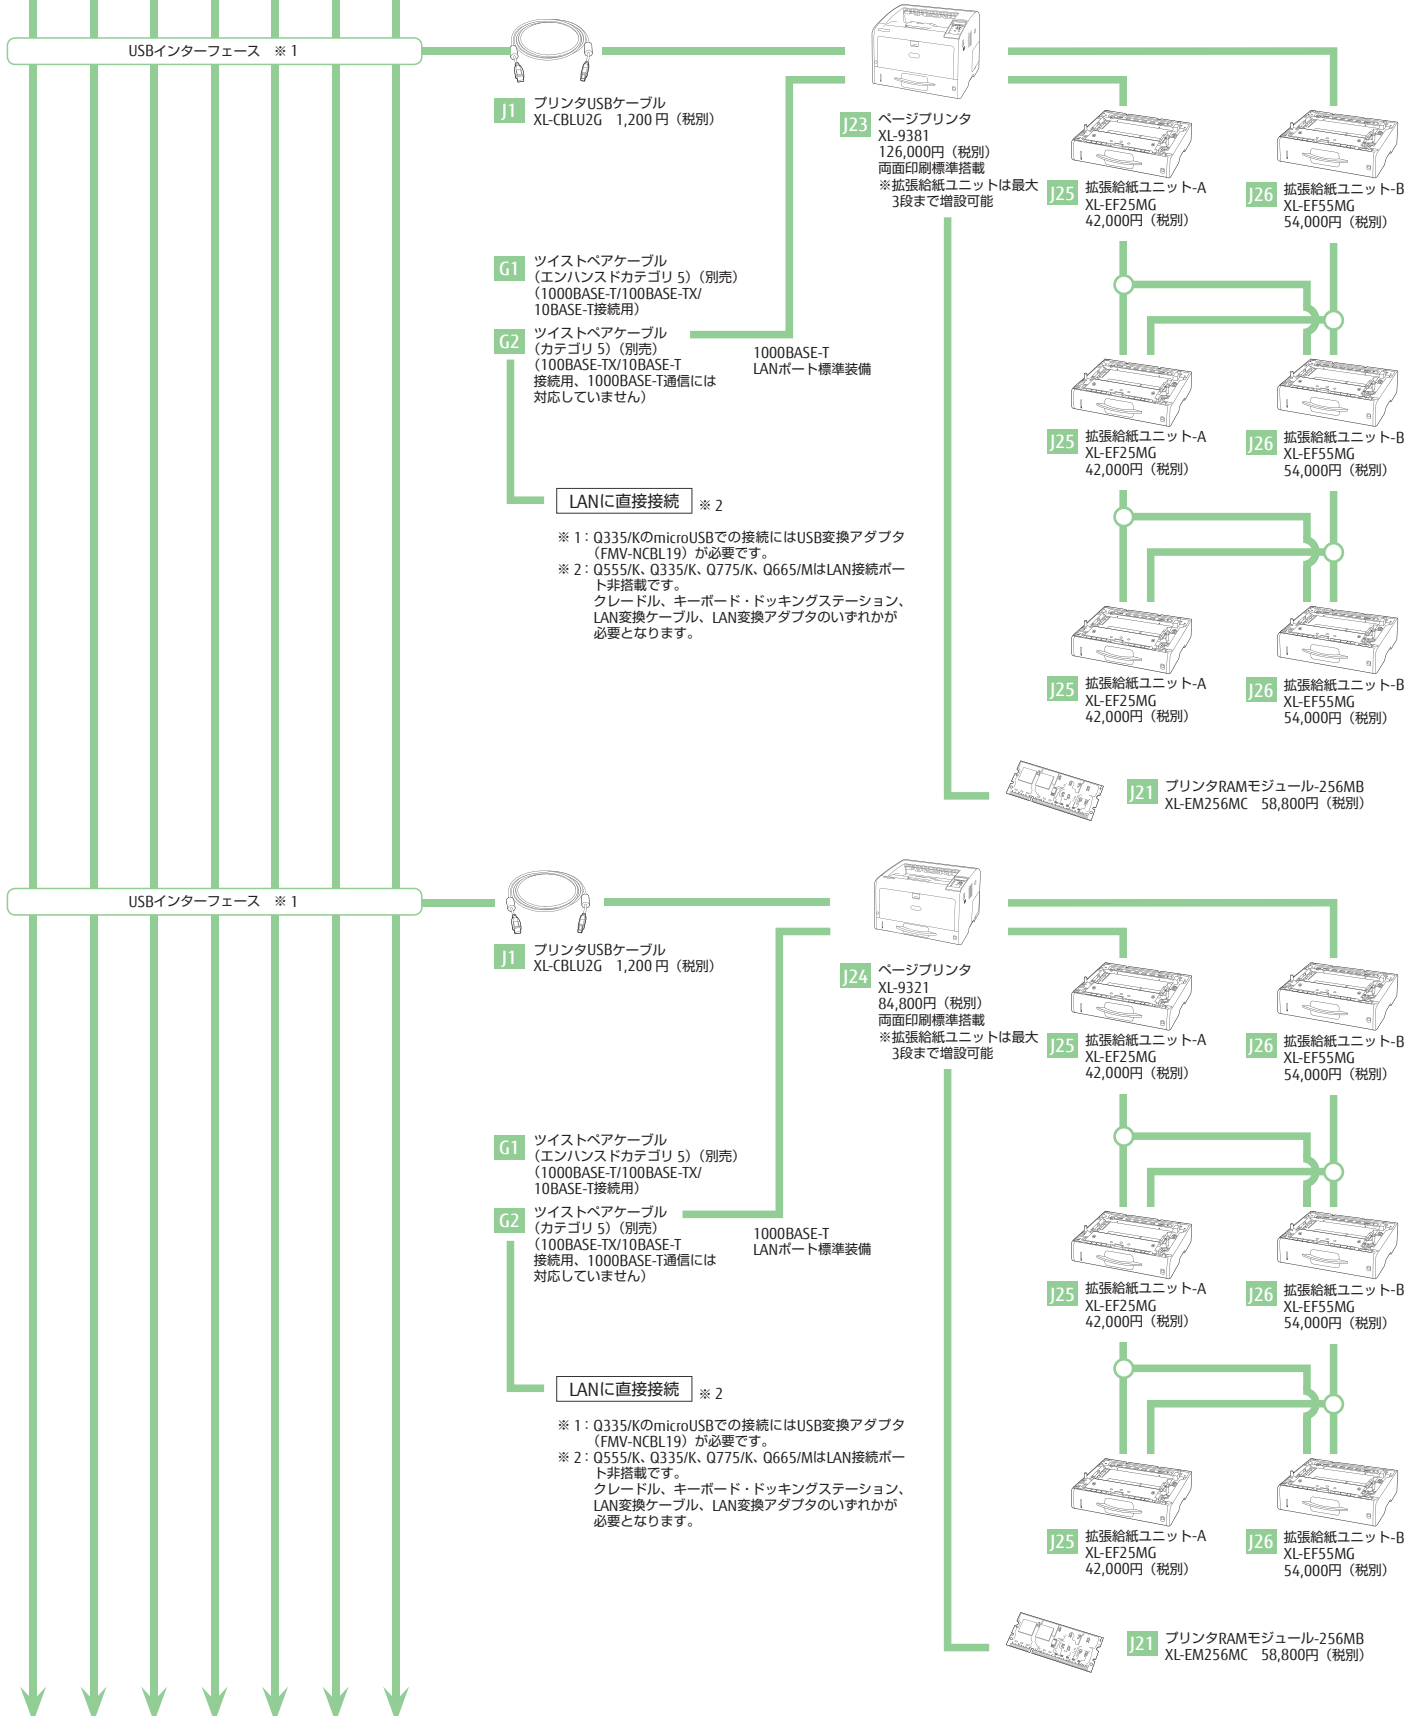 USBインターフェース ※ 1
J1
プリンタUSBケーブル
XL-CBLU2G 1,200 円（税別）
J23
ページプリンタ
XL-9381
126,000円（税別）
両面印刷標準搭載
※拡張給紙ユニットは最大
3段まで増設可能
J25
拡張給紙ユニット-A
XL-EF25MG
42,000円（税別）
J26
拡張給紙ユニット-B
XL-EF55MG
54,000円（税別）
G1
ツイストペアケーブル
（エンハンスドカテゴリ 5）（別売）
（1000BASE-T/100BASE-TX/
10BASE-T接続用）
G2
ツイストペアケーブル
（カテゴリ 5）（別売）
（100BASE-TX/10BASE-T
接続用、1000BASE-T通信には
対応していません）
1000BASE-T
LANポート標準装備
J25
拡張給紙ユニット-A
XL-EF25MG
42,000円（税別）
J26
拡張給紙ユニット-B
XL-EF55MG
54,000円（税別）
LANに直接接続 ※ 2
※ 1：Q335/KのmicroUSBでの接続にはUSB変換アダプタ
（FMV-NCBL19）が必要です。
※ 2：Q555/K、Q335/K、Q775/K、Q665/MはLAN接続ポー
ト非搭載です。
クレードル、キーボード・ドッキングステーション、
LAN変換ケーブル、LAN変換アダプタのいずれかが
必要となります。
J25
拡張給紙ユニット-A
XL-EF25MG
42,000円（税別）
J26
拡張給紙ユニット-B
XL-EF55MG
54,000円（税別）
J21
プリンタRAMモジュール-256MB
XL-EM256MC 58,800円（税別）
USBインターフェース ※ 1
J1
プリンタUSBケーブル
XL-CBLU2G 1,200 円（税別）
J24
ページプリンタ
XL-9321
84,800円（税別）
両面印刷標準搭載
※拡張給紙ユニットは最大
3段まで増設可能
J25
拡張給紙ユニット-A
XL-EF25MG
42,000円（税別）
J26
拡張給紙ユニット-B
XL-EF55MG
54,000円（税別）
G1
ツイストペアケーブル
（エンハンスドカテゴリ 5）（別売）
（1000BASE-T/100BASE-TX/
10BASE-T接続用）
G2
ツイストペアケーブル
（カテゴリ 5）（別売）
（100BASE-TX/10BASE-T
接続用、1000BASE-T通信には
対応していません）
1000BASE-T
LANポート標準装備
J25
拡張給紙ユニット-A
XL-EF25MG
42,000円（税別）
J26
拡張給紙ユニット-B
XL-EF55MG
54,000円（税別）
LANに直接接続 ※ 2
※ 1：Q335/KのmicroUSBでの接続にはUSB変換アダプタ
（FMV-NCBL19）が必要です。
※ 2：Q555/K、Q335/K、Q775/K、Q665/MはLAN接続ポー
ト非搭載です。
クレードル、キーボード・ドッキングステーション、
LAN変換ケーブル、LAN変換アダプタのいずれかが
必要となります。
J25
拡張給紙ユニット-A
XL-EF25MG
42,000円（税別）
J26
拡張給紙ユニット-B
XL-EF55MG
54,000円（税別）
J21
プリンタRAMモジュール-256MB
XL-EM256MC 58,800円（税別）